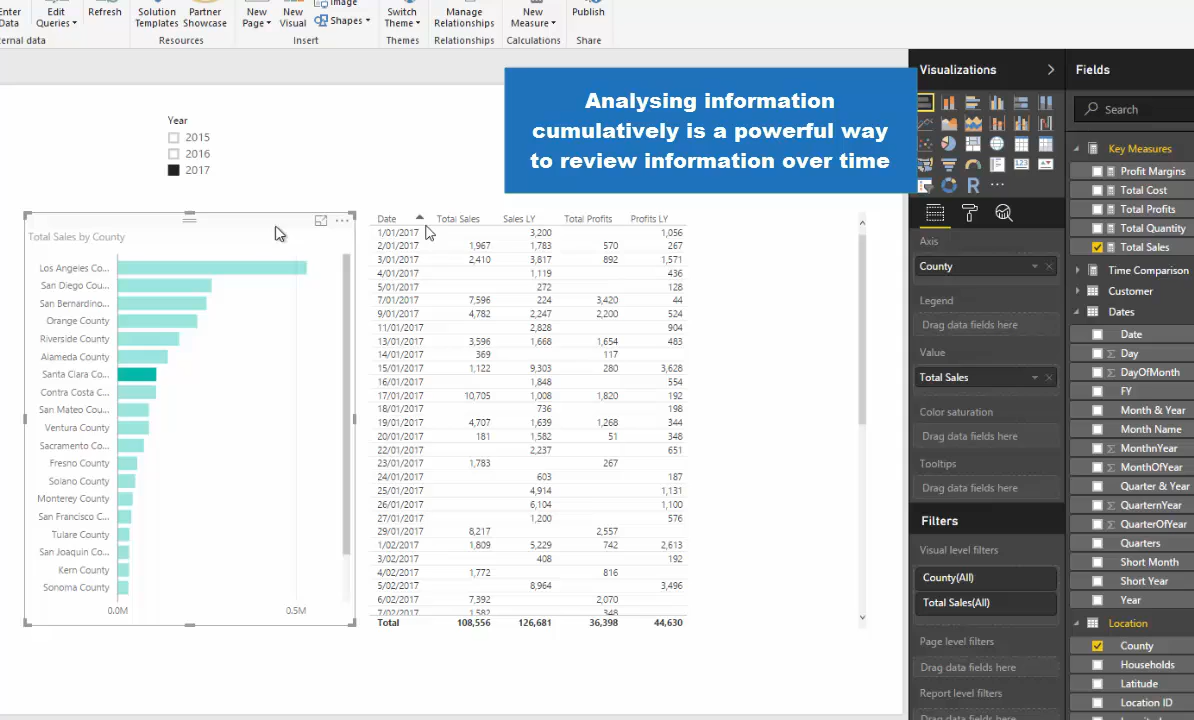 Image
Enter
Edit
Refresh
Solution
Partner
New
New
Shapes
Switch
Manage
New
Publish
Data
Queries
Templates
Showcase
Page
Visual
Theme
Relationships
Measure
External data
Resources
Insert
Themes
Relationships
Calculations
Share
Analysing information
cumulatively is a powerful way
to review information over time
Year
2015
2016
2017
Total Sales by County
Los Angeles Co...
San Diego Cou...
San Bernardino...
Orange County
Riverside County
Alameda County
Santa Clara Co...
Contra Costa C...
San Mateo Cou...
Ventura County
Sacramento Co...
Fresno County
Solano County
Monterey County
San Francisco C...
Tulare County
San Joaquin Co...
Kern County
Sonoma County
0.0M 0.5M
Date Total Sales Sales LY Total Profits Profits LY
1/01/2017 3,200 1,056
2/01/2017 1,967 1,783 570 267
3/01/2017 2,410 3,817 892 1,571
4/01/2017 1,119 436
5/01/2017 272 128
7/01/2017 7,596 224 3,420 44
9/01/2017 4,782 2,247 2,200 524
11/01/2017 2,828 904
13/01/2017 3,596 1,668 1,654 483
14/01/2017 369 117
15/01/2017 1,122 9,303 280 3,628
16/01/2017 1,848 554
17/01/2017 10,705 1,008 1,820 192
18/01/2017 736 198
19/01/2017 4,707 1,639 1,268 344
20/01/2017 181 1,582 51 348
22/01/2017 2,237 651
23/01/2017 1,783 267
24/01/2017 603 187
25/01/2017 4,914 1,131
26/01/2017 6,104 1,100
27/01/2017 1,200 576
29/01/2017 8,217 2,557
1/02/2017 1,809 5,229 742 2,613
3/02/2017 408 192
4/02/2017 1,772 816
5/02/2017 8,964 3,496
6/02/2017 7,392 2,070
7/02/2017 1,582 348
Total 108,556 126,681 36,398 44,630
Visualizations
R
Axis
County
Legend
Drag data fields here
Value
Total Sales
Color saturation
Drag data fields here
Tooltips
Drag data fields here
Filters
Visual level filters
County(All)
Total Sales(All)
Page level filters
Drag data fields here
Report level filters
Drag data fields here
Fields
Search
Key Measures
Profit Margins
Total Cost
Total Profits
Total Quantity
Total Sales
Time Comparison
Customer
Dates
Date
Day
DayOfMonth
FY
Month & Year
Month Name
MonthnYear
MonthOfYear
Quarter & Year
QuarternYear
QuarterOfYear
Quarters
Short Month
Short Year
Year
Location
County
Households
Latitude
Location ID